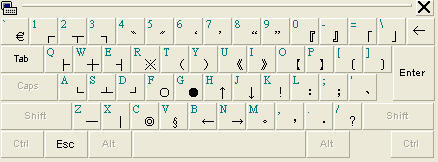 ` € 1 ┌ 2 ┬ 3 ┐ 4 〝 5 〞 6 ‘ 7 ’ 8 “ 9 ” 0 『 - 』 = 「 \ 」 ←
Tab Q ├ W ┼ E ┤ R ※ T 〈 Y 〉 U 《 I 》 O 【 P 】 [ 〔 ] 〕
Caps A └ S ┴ D ┘ F ○ G ● H ↑ J ↓ K ! L : ; ; ' 、 Enter
Shift Z ─ X │ C ◎ V § B ← N → M 。 , , . . / ? Shift
Ctrl Esc Alt Alt Ctrl